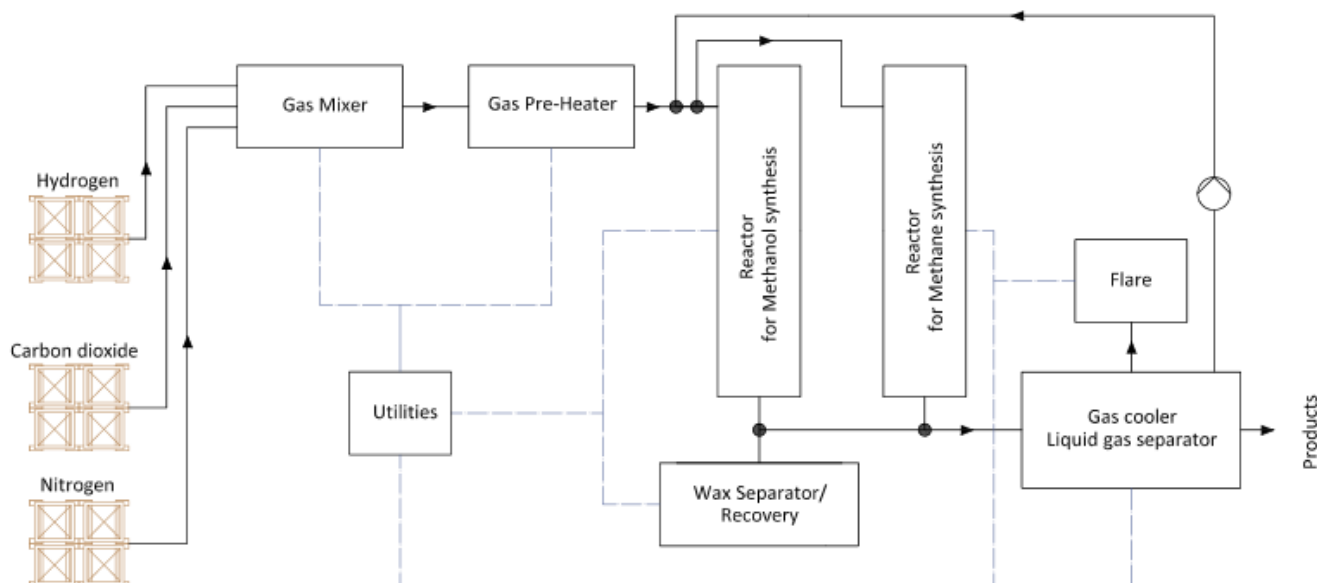 Gas Mixer
Gas Pre-Heater
Hydrogen
Reactor
for Methanol synthesis
Reactor
for Methane synthesis
Flare
Carbon dioxide
Utilities
Gas cooler
Liquid gas separator
Products
Nitrogen
Wax Separator/
Recovery